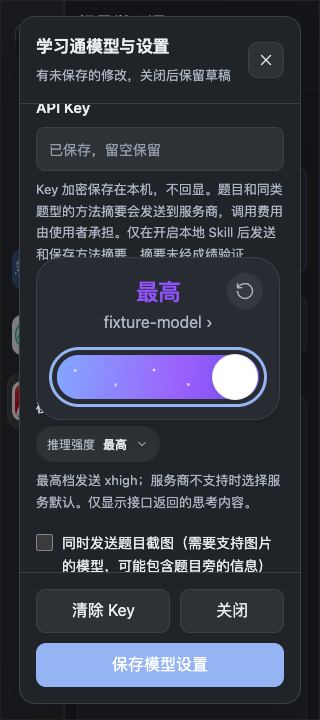 学习通模型与设置
有未保存的修改，关闭后保留草稿
API Key
已保存，留空保留
Key 加密保存在本机，不回显。题目和同类
题型的方法摘要会发送到服务商，调用费用
由使用者承担。仅在开启本地 Skill 后发送
和保存方法摘要，摘要未经成绩验证
最高
fixture-model ›
推理强度 最高
最高档发送 xhigh；服务商不支持时选择服
务默认。仅显示接口返回的思考内容。
同时发送题目截图（需要支持图片
的模型，可能包含题目旁的信息）
清除 Key
关闭
保存模型设置